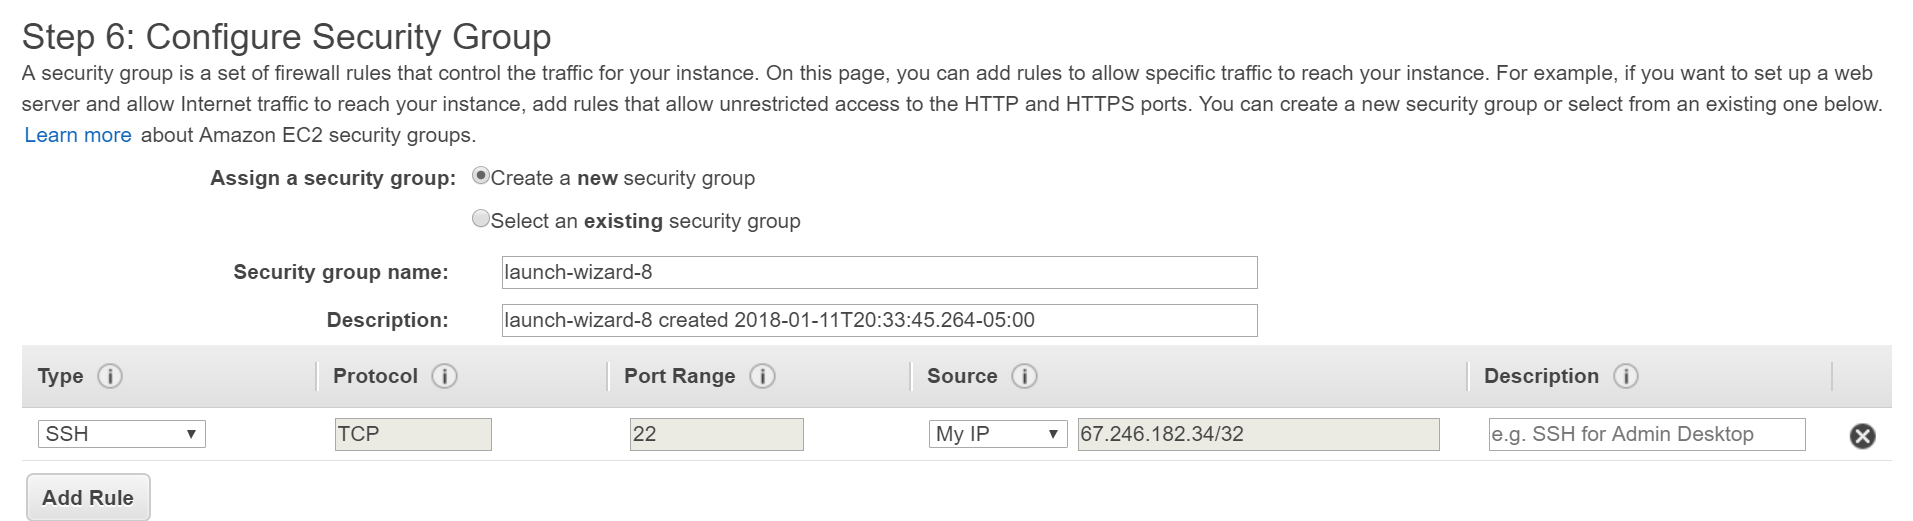 Step 6: Configure Security Group
A security group is a set of firewall rules that control the traffic for your instance. On this page, you can add rules to allow specific traffic to reach your instance. For example, if you want to set up a web
server and allow Internet traffic to reach your instance, add rules that allow unrestricted access to the HTTP and HTTPS ports. You can create a new security group or select from an existing one below.
Learn more about Amazon EC2 security groups.
Assign a security group: Create a new security group
Select an existing security group
Security group name: launch-wizard-8
Description: launch-wizard-8 created 2018-01-11T20:33:45.264-05:00
Type i Protocol i Port Range i Source i Description i
SSH TCP 22 My IP 67.246.182.34/32 e.g. SSH for Admin Desktop
Add Rule